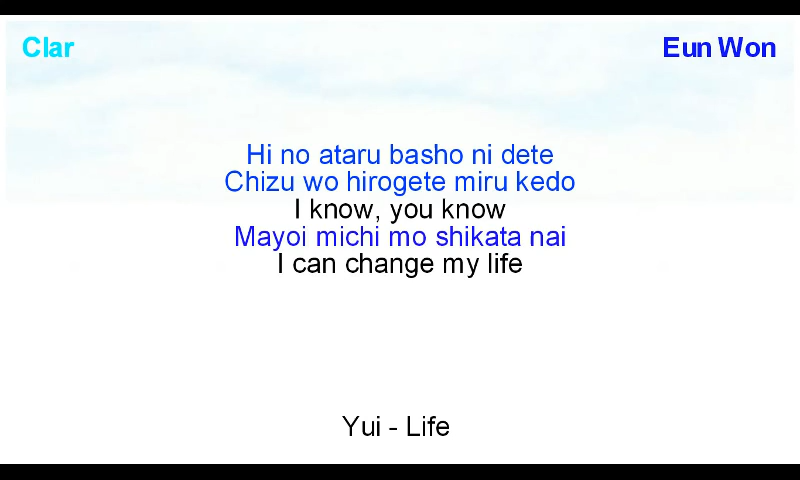 Clar
Eun Won
Hi no ataru basho ni dete
Chizu wo hirogete miru kedo
I know, you know
Mayoi michi mo shikata nai
I can change my life
Yui - Life